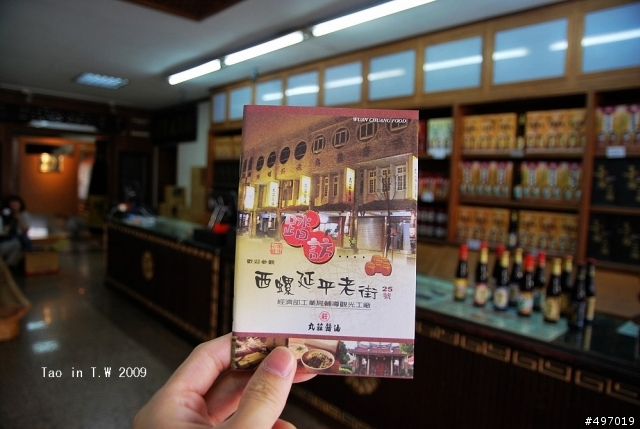 WUAN CHUANG FOOD
踏訪.....
歡迎參觀
西螺延平老街25號
經濟部工業局輔導觀光工廠
莊
丸莊醬油
Tao in T.W 2009
#497019